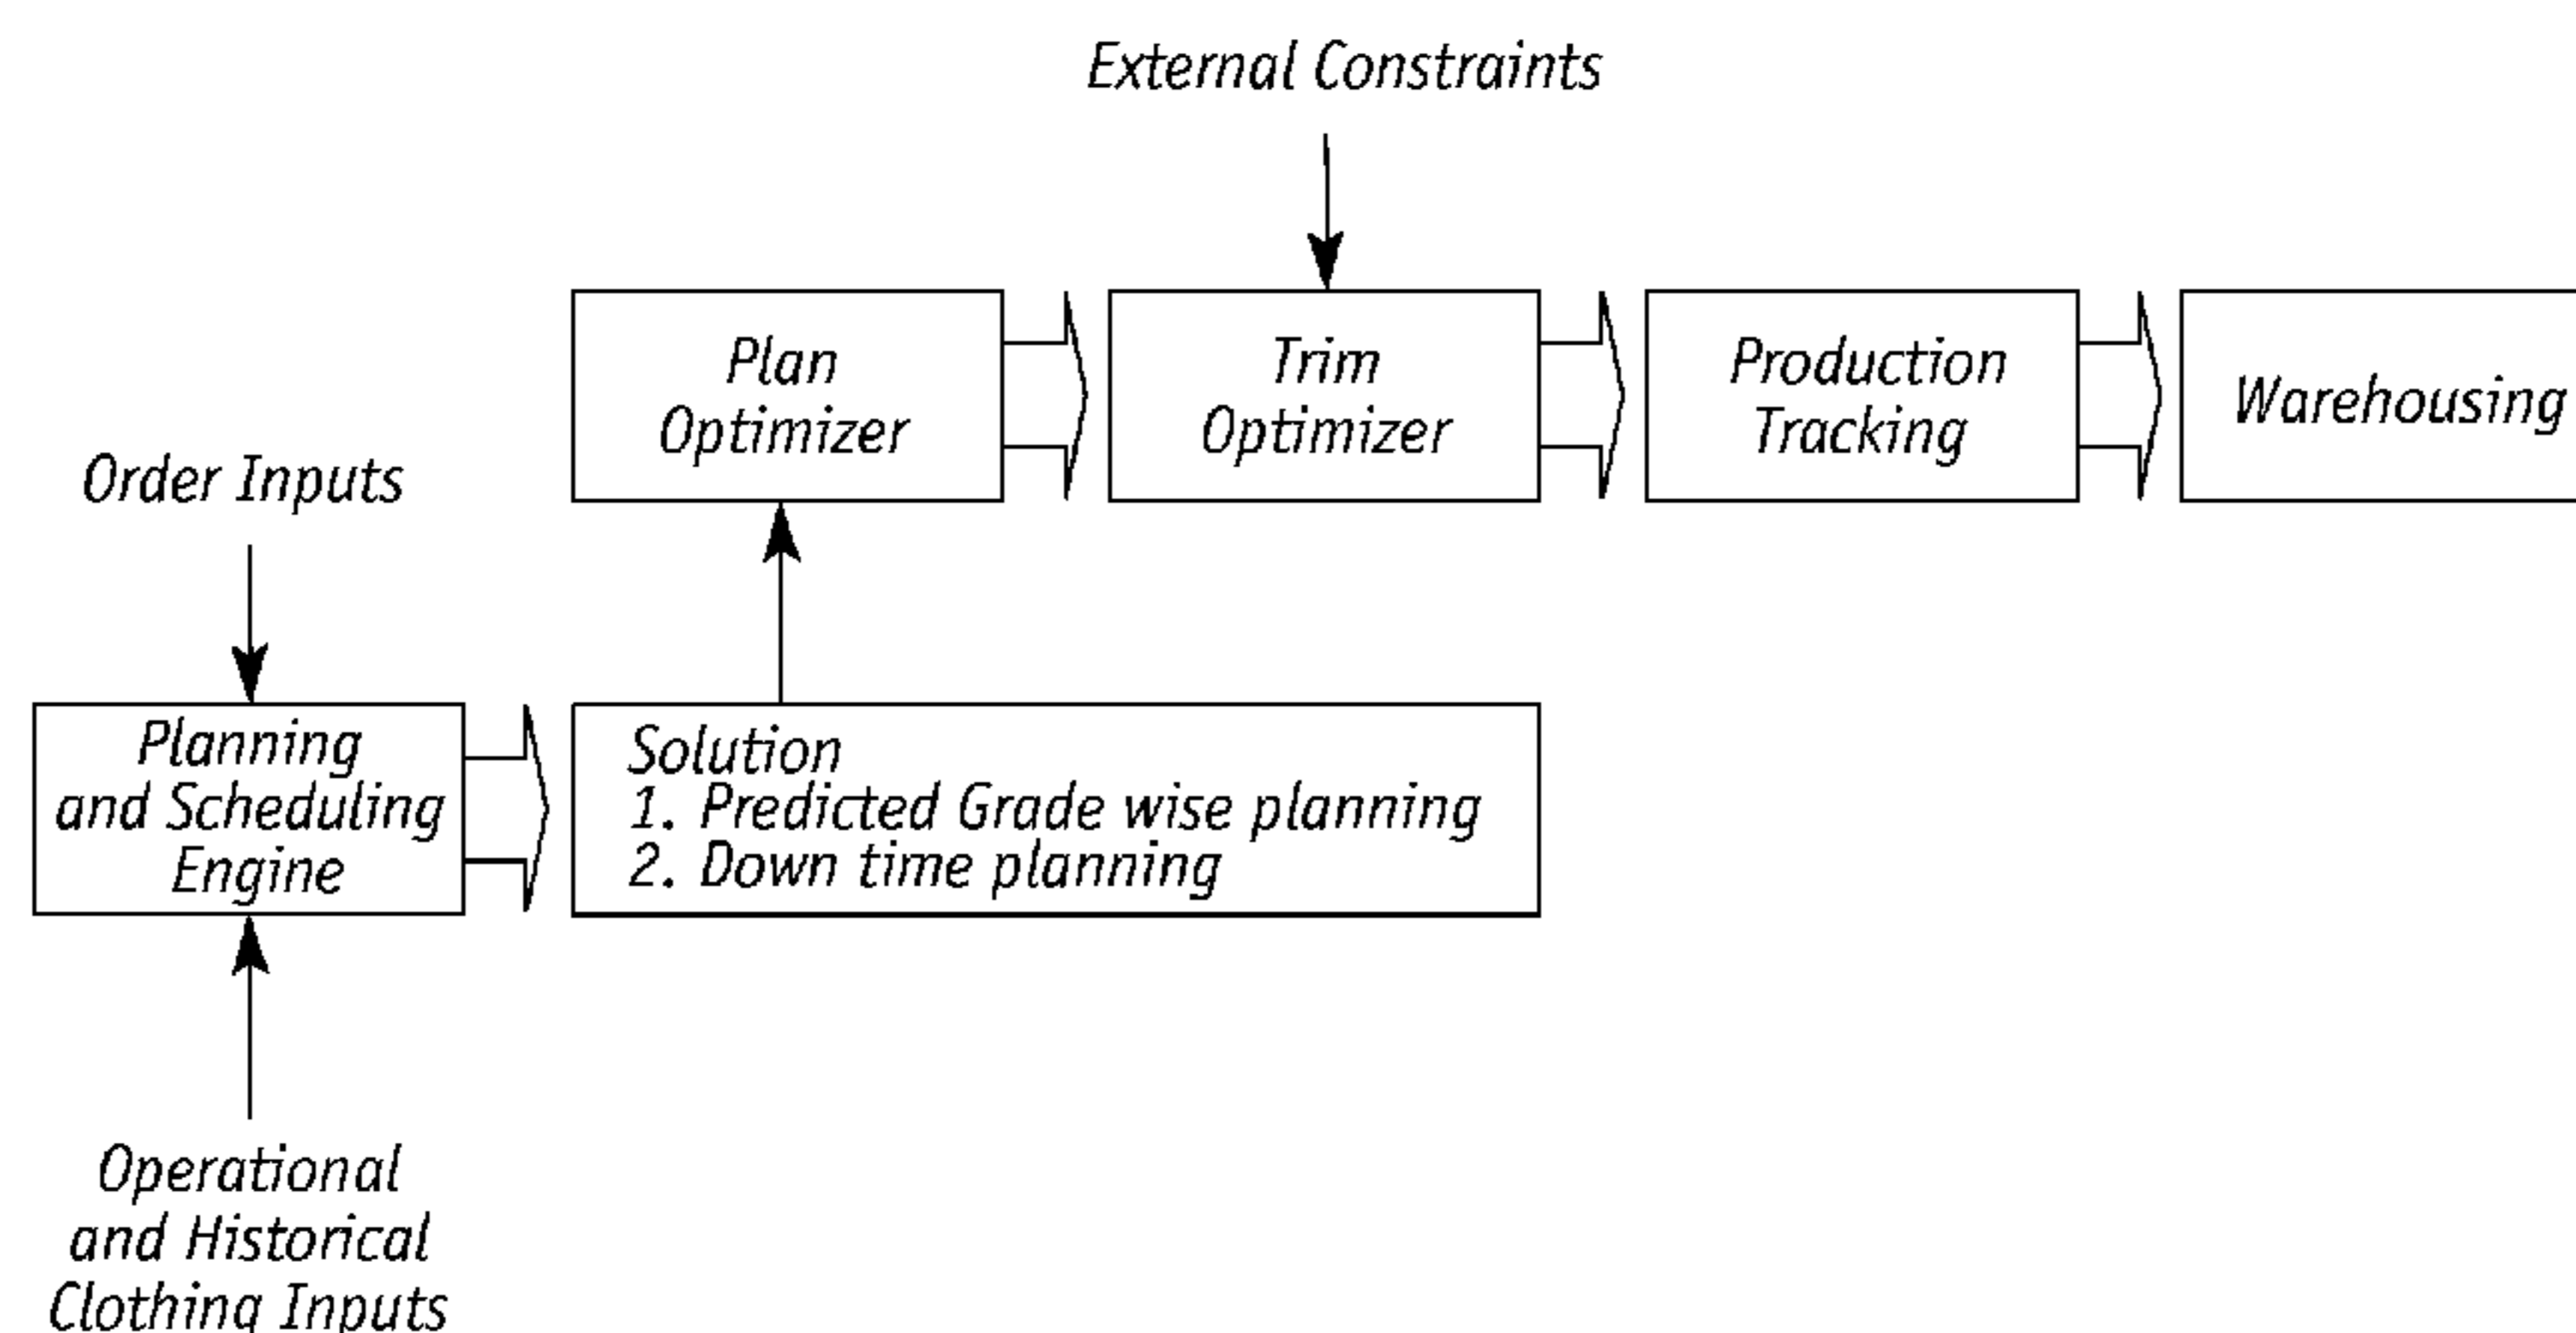 External Constraints
Plan
Optimizer
Trim
Optimizer
Production
Tracking
Warehousing
Order Inputs
Planning
and Scheduling
Engine
Solution
1. Predicted Grade wise planning
2. Down time planning
Operational
and Historical
Clothing Inputs